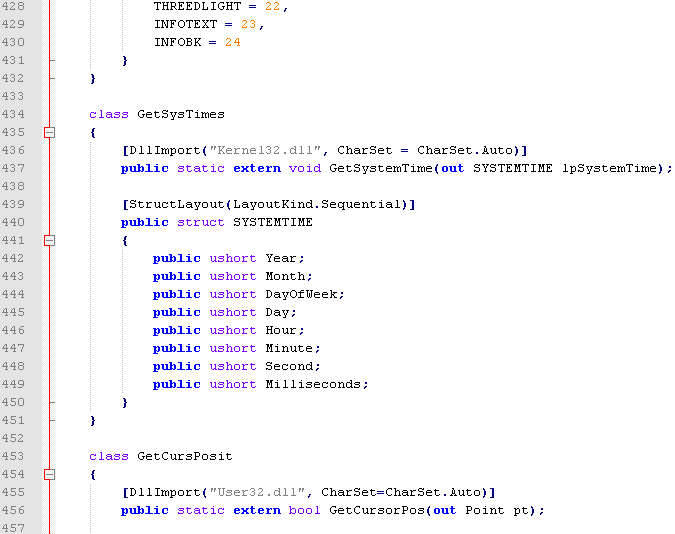 428 THREEDLIGHT = 22,
429 INFOTEXT = 23,
430 INFOBK = 24
431 }
432 }
433
434 class GetSysTimes
435 {
436 [DllImport("Kernel32.dll", CharSet = CharSet.Auto)]
437 public static extern void GetSystemTime(out SYSTEMTIME lpSystemTime);
438
439 [StructLayout(LayoutKind.Sequential)]
440 public struct SYSTEMTIME
441 {
442 public ushort Year;
443 public ushort Month;
444 public ushort DayOfWeek;
445 public ushort Day;
446 public ushort Hour;
447 public ushort Minute;
448 public ushort Second;
449 public ushort Milliseconds;
450 }
451 }
452
453 class GetCursPosit
454 {
455 [DllImport("User32.dll", CharSet=CharSet.Auto)]
456 public static extern bool GetCursorPos(out Point pt);
457